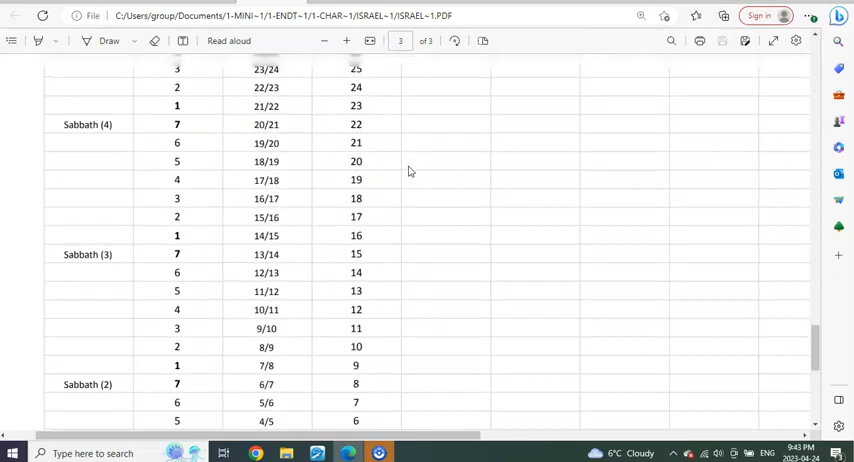 File C:/Users/group/Documents/1-MINI~1/1-ENDT~1/1-CHAR~1/ISRAEL~1/ISRAEL~1.PDF Sign in
Draw Read aloud 3 of 3
3 23/24 25
2 22/23 24
1 21/22 23
Sabbath (4) 7 20/21 22
6 19/20 21
5 18/19 20
4 17/18 19
3 16/17 18
2 15/16 17
1 14/15 16
Sabbath (3) 7 13/14 15
6 12/13 14
5 11/12 13
4 10/11 12
3 9/10 11
2 8/9 10
1 7/8 9
Sabbath (2) 7 6/7 8
6 5/6 7
5 4/5 6
Type here to search 6°C Cloudy ENG 9:43 PM
2023-04-24